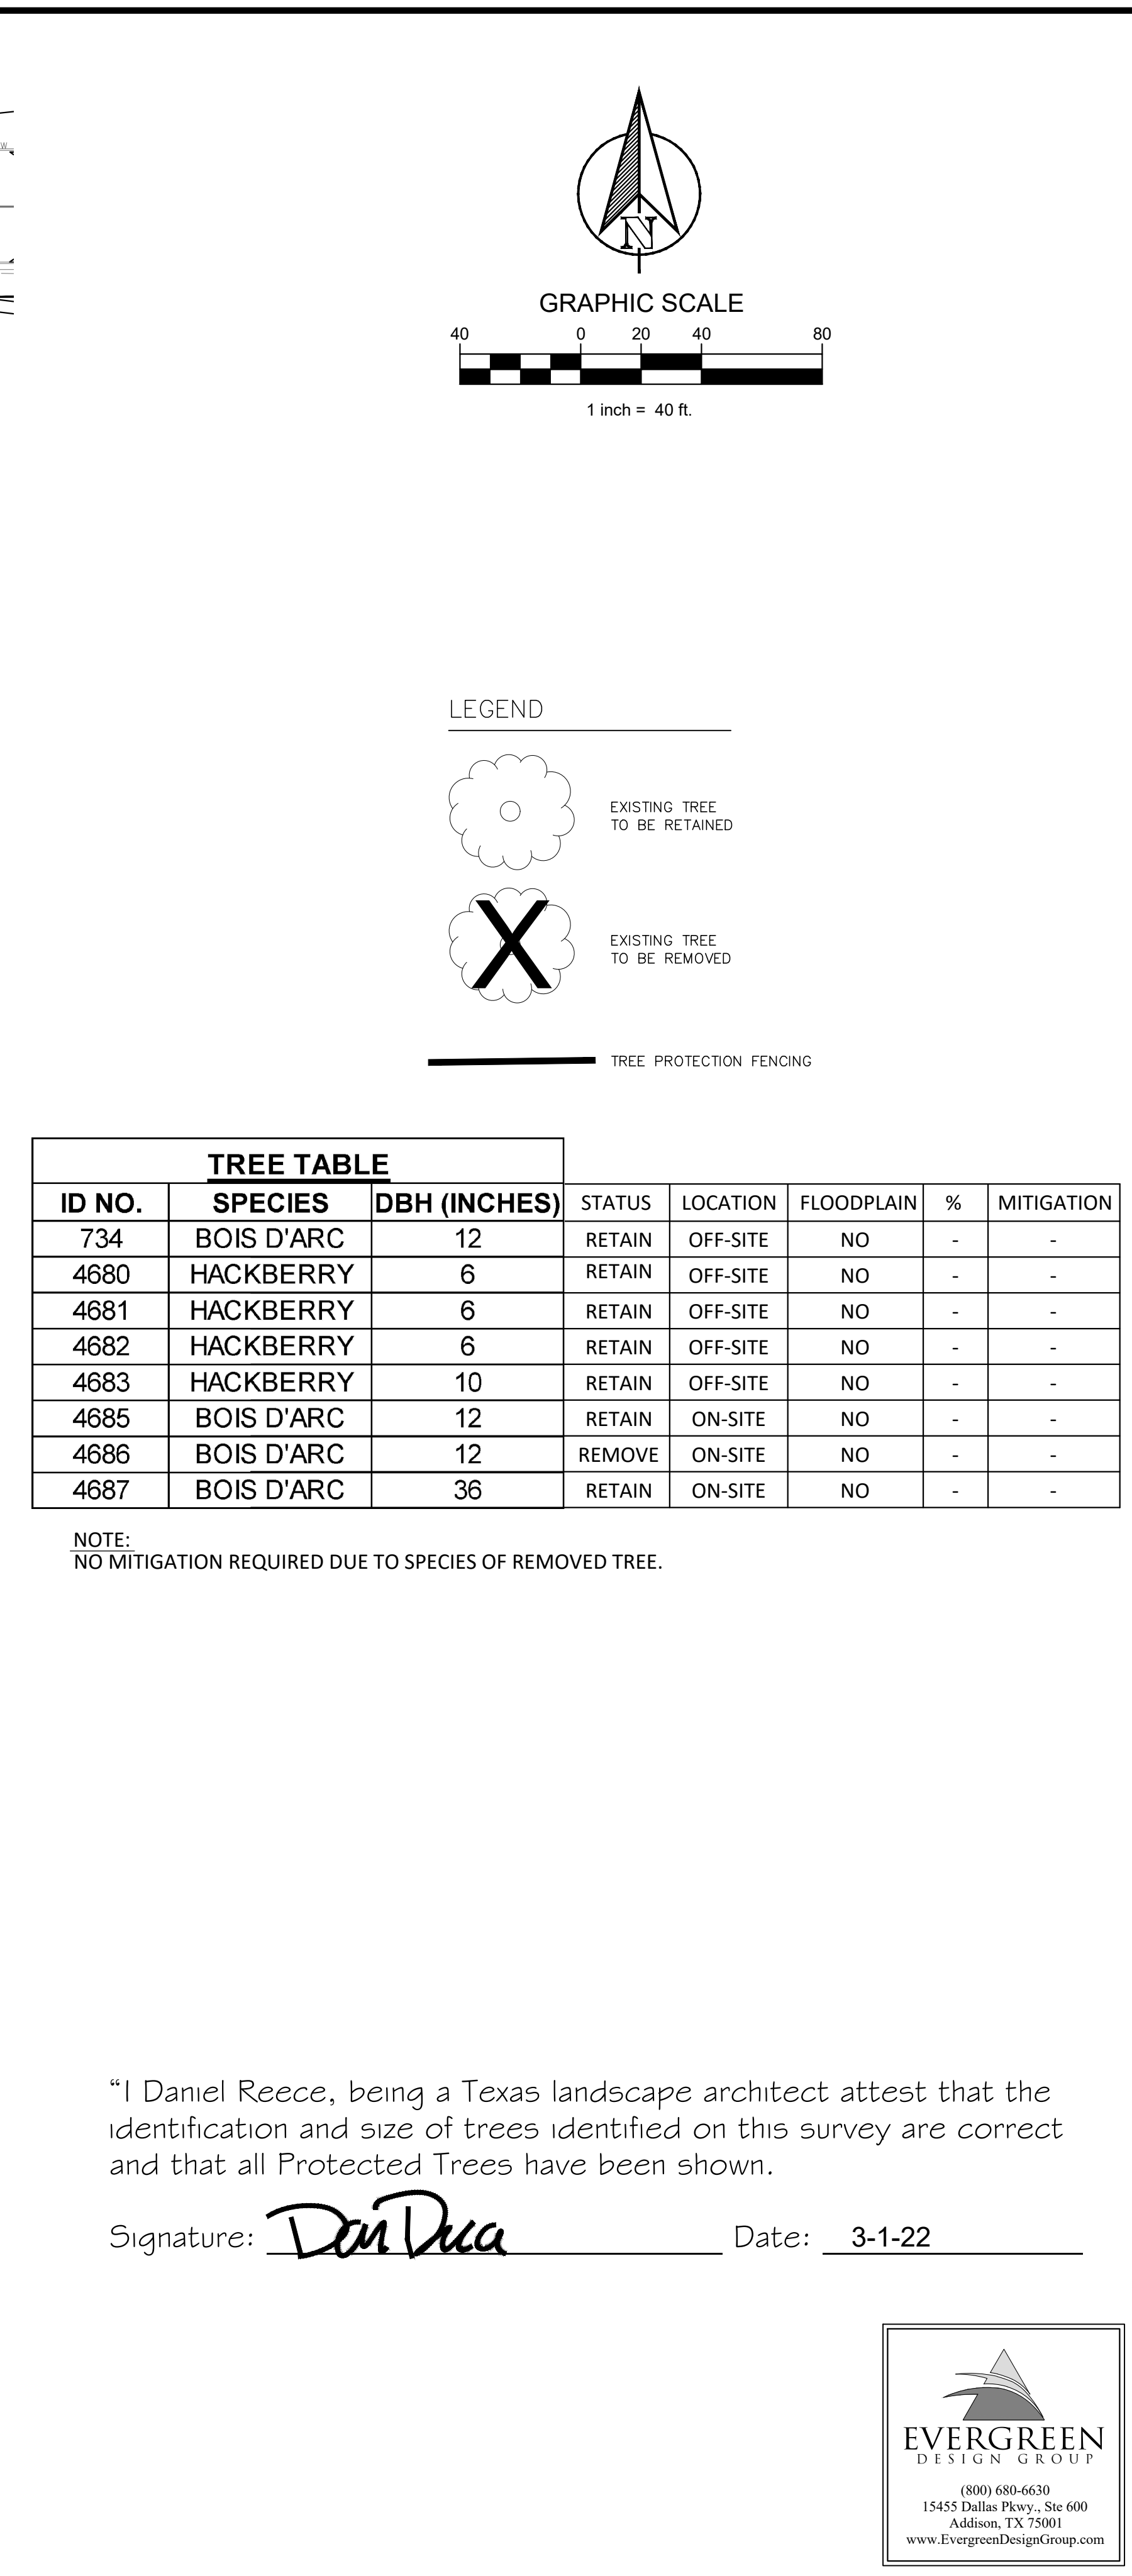 W
N
GRAPHIC SCALE
40 0 20 40 80
1 inch = 40 ft.
LEGEND
EXISTING TREE
TO BE RETAINED
X
EXISTING TREE
TO BE REMOVED
TREE PROTECTION FENCING
TREE TABLE
ID NO. SPECIES DBH (INCHES) STATUS LOCATION FLOODPLAIN % MITIGATION
734 BOIS D'ARC 12 RETAIN OFF-SITE NO - -
4680 HACKBERRY 6 RETAIN OFF-SITE NO - -
4681 HACKBERRY 6 RETAIN OFF-SITE NO - -
4682 HACKBERRY 6 RETAIN OFF-SITE NO - -
4683 HACKBERRY 10 RETAIN OFF-SITE NO - -
4685 BOIS D'ARC 12 RETAIN ON-SITE NO - -
4686 BOIS D'ARC 12 REMOVE ON-SITE NO - -
4687 BOIS D'ARC 36 RETAIN ON-SITE NO - -
NOTE:
NO MITIGATION REQUIRED DUE TO SPECIES OF REMOVED TREE.
“I Daniel Reece, being a Texas landscape architect attest that the
identification and size of trees identified on this survey are correct
and that all Protected Trees have been shown.
Signature: Date: 3-1-22
EVERGREEN
DESIGN GROUP
(800) 680-6630
15455 Dallas Pkwy., Ste 600
Addison, TX 75001
www.EvergreenDesignGroup.com